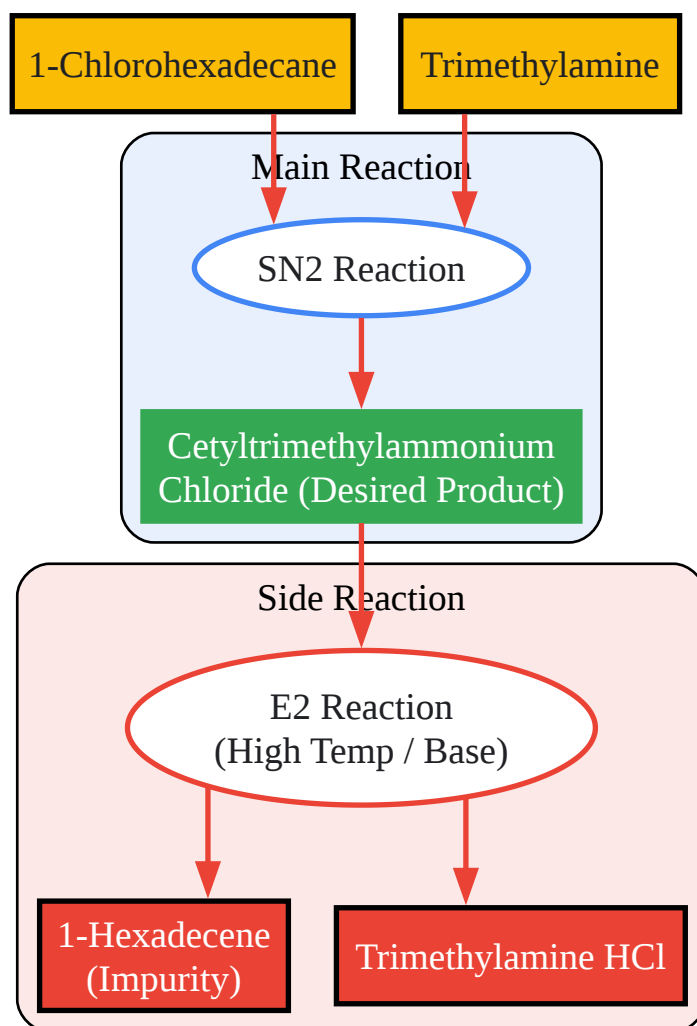 1-Chlorohexadecane
Trimethylamine
Main Reaction
SN2 Reaction
Cetyltrimethylammonium
Chloride (Desired Product)
Side Reaction
E2 Reaction
(High Temp / Base)
1-Hexadecene
(Impurity)
Trimethylamine HCl